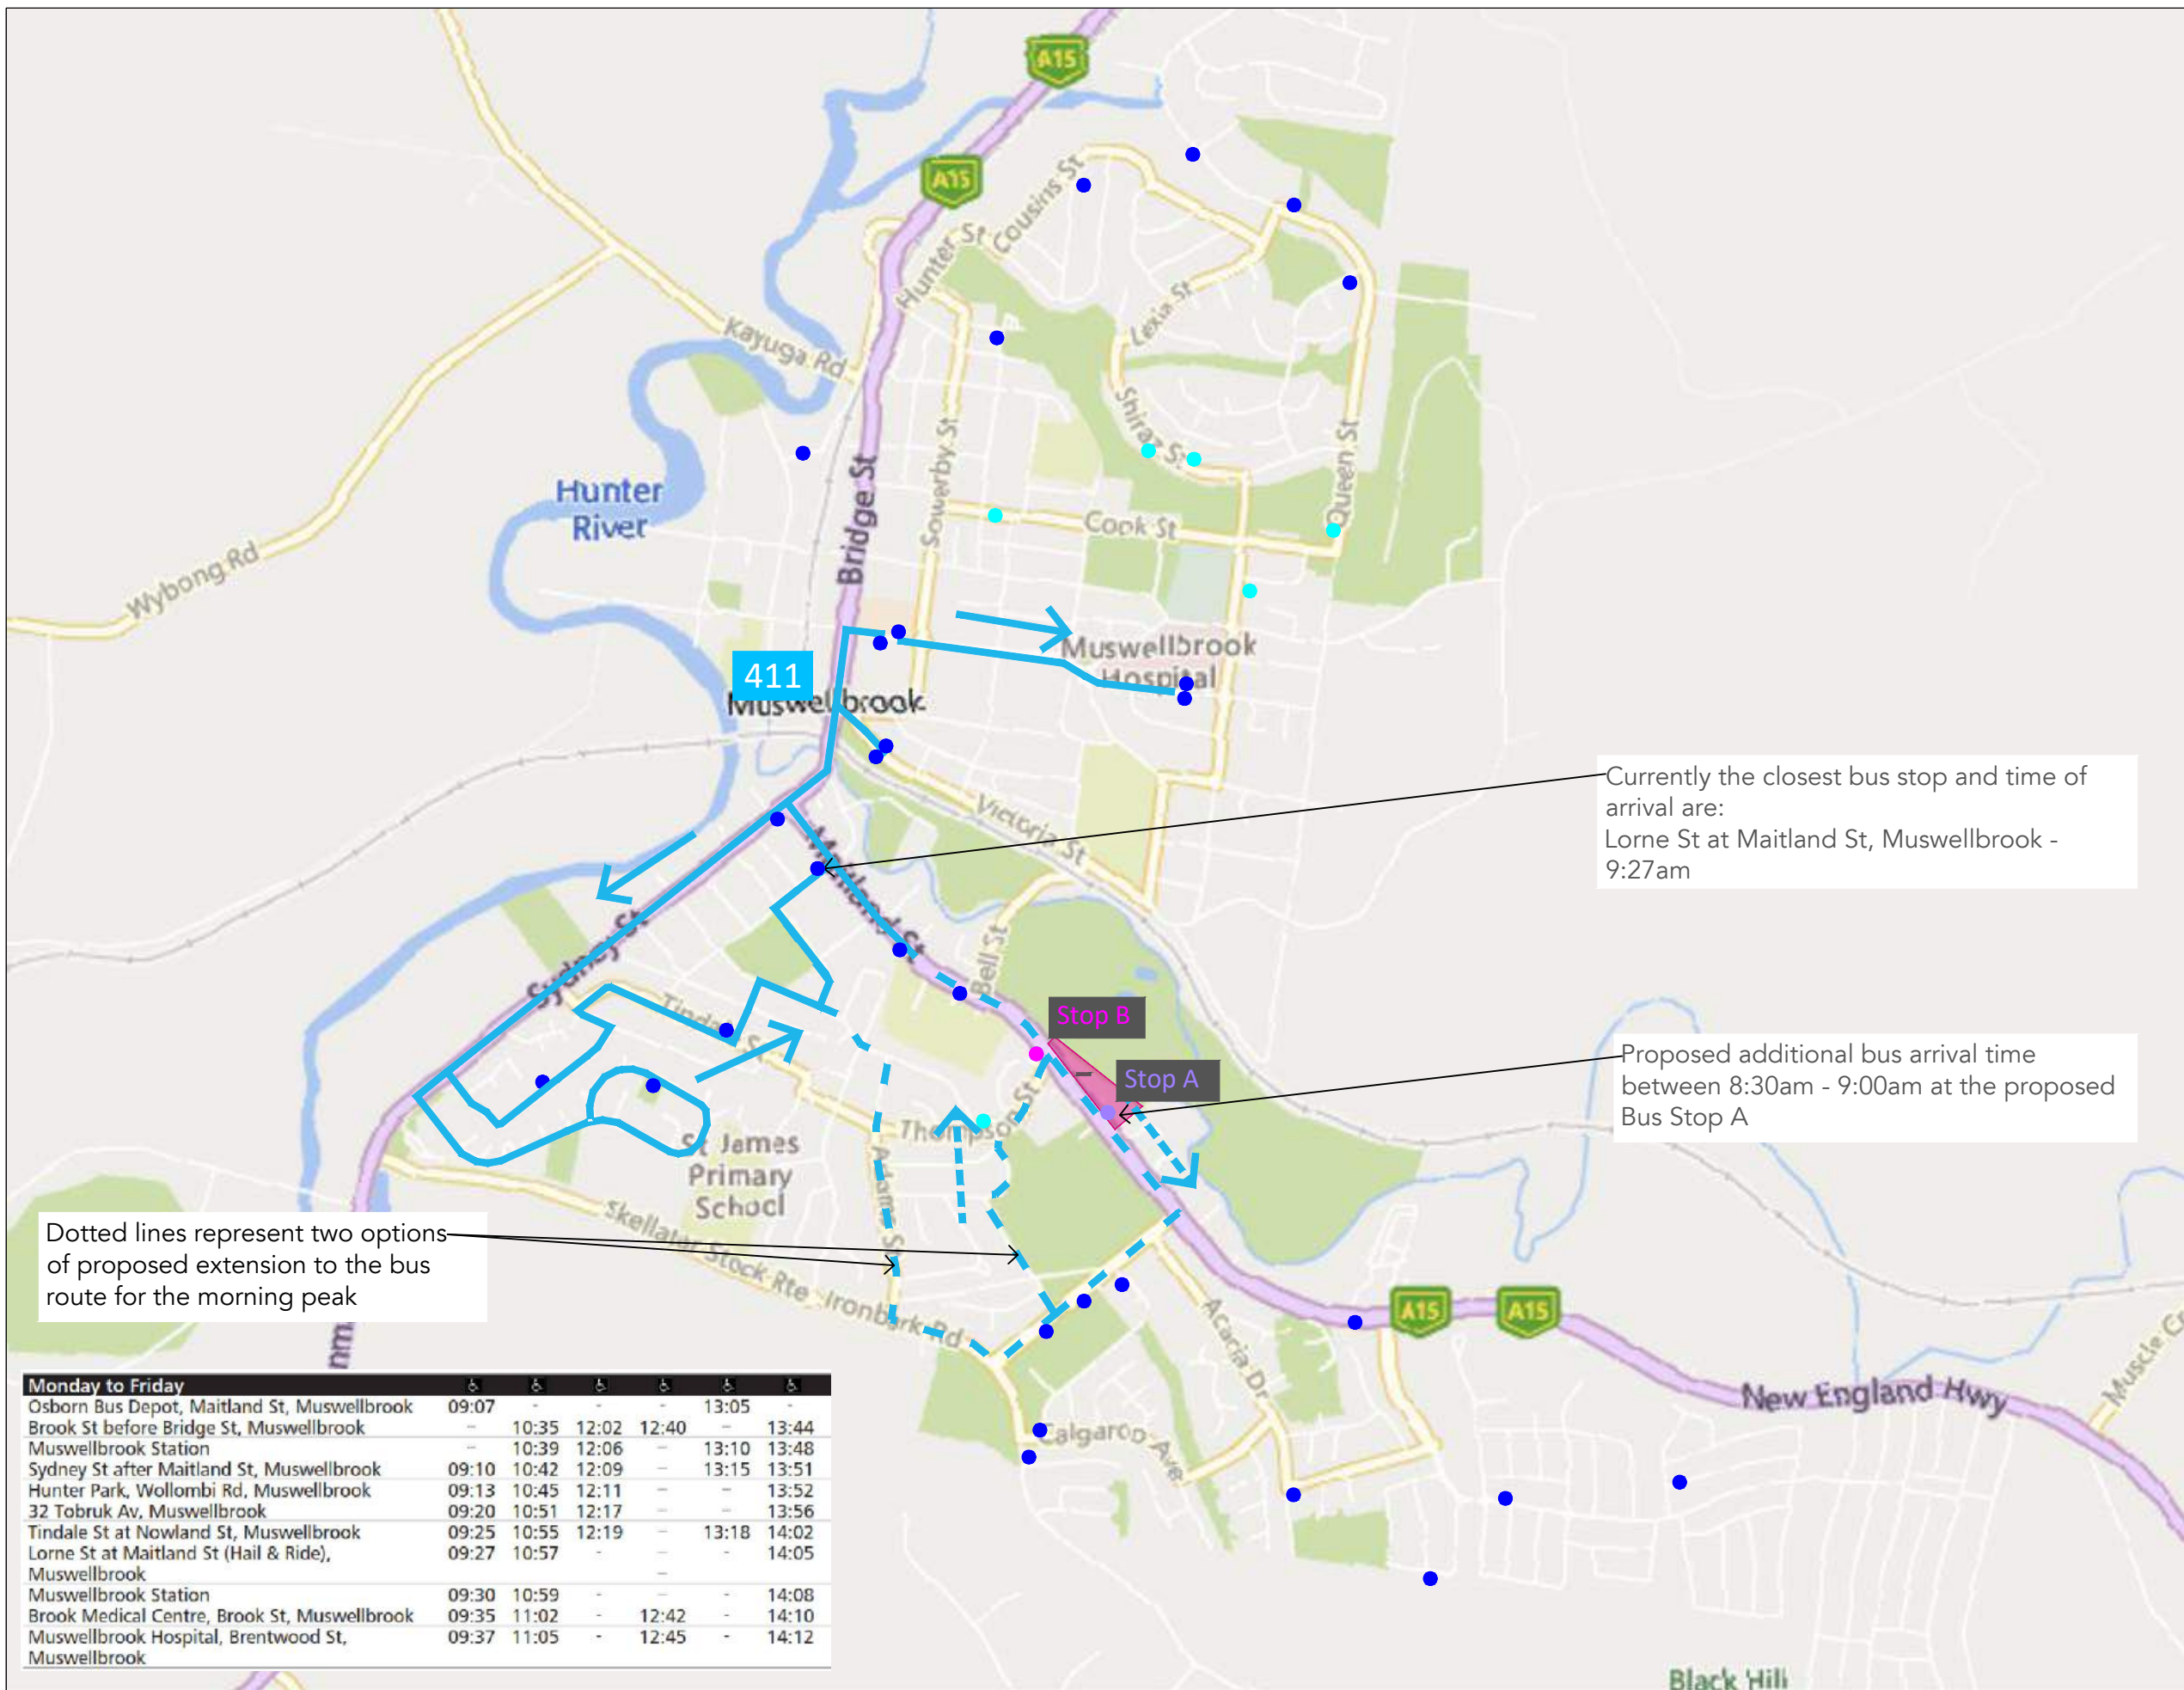 A15
A15
Hunter St
Cousins St
Lexia St
Kayuga Rd
Shiraz St
Queen St
Sowerby St
Bridge St
Hunter
River
Cook St
Wybong Rd
Muswellbrook
Hospital
411
Muswellbrook
Currently the closest bus stop and time of
arrival are:
Lorne St at Maitland St, Muswellbrook -
9:27am
Victoria St
Maitland St
Sydney St
Bell St
Tindale St
Stop B
Stop A
Proposed additional bus arrival time
between 8:30am - 9:00am at the proposed
Bus Stop A
Thompson St
St James
Primary
School
Adams St
Skellatar Stock Rte
Ironbark Rd
Dotted lines represent two options
of proposed extension to the bus
route for the morning peak
Acacia Dr
A15
A15
New England Hwy
Calgaroo Ave
Black Hill
Monday to Friday
Osborn Bus Depot, Maitland St, Muswellbrook 09:07 - - - 13:05 -
Brook St before Bridge St, Muswellbrook – 10:35 12:02 12:40 – 13:44
Muswellbrook Station – 10:39 12:06 – 13:10 13:48
Sydney St after Maitland St, Muswellbrook 09:10 10:42 12:09 – 13:15 13:51
Hunter Park, Wollombi Rd, Muswellbrook 09:13 10:45 12:11 – – 13:52
32 Tobruk Av, Muswellbrook 09:20 10:51 12:17 – – 13:56
Tindale St at Nowland St, Muswellbrook 09:25 10:55 12:19 – 13:18 14:02
Lorne St at Maitland St (Hail & Ride), 09:27 10:57 - – - 14:05
Muswellbrook –
Muswellbrook Station 09:30 10:59 - – - 14:08
Brook Medical Centre, Brook St, Muswellbrook 09:35 11:02 - 12:42 - 14:10
Muswellbrook Hospital, Brentwood St, 09:37 11:05 - 12:45 - 14:12
Muswellbrook